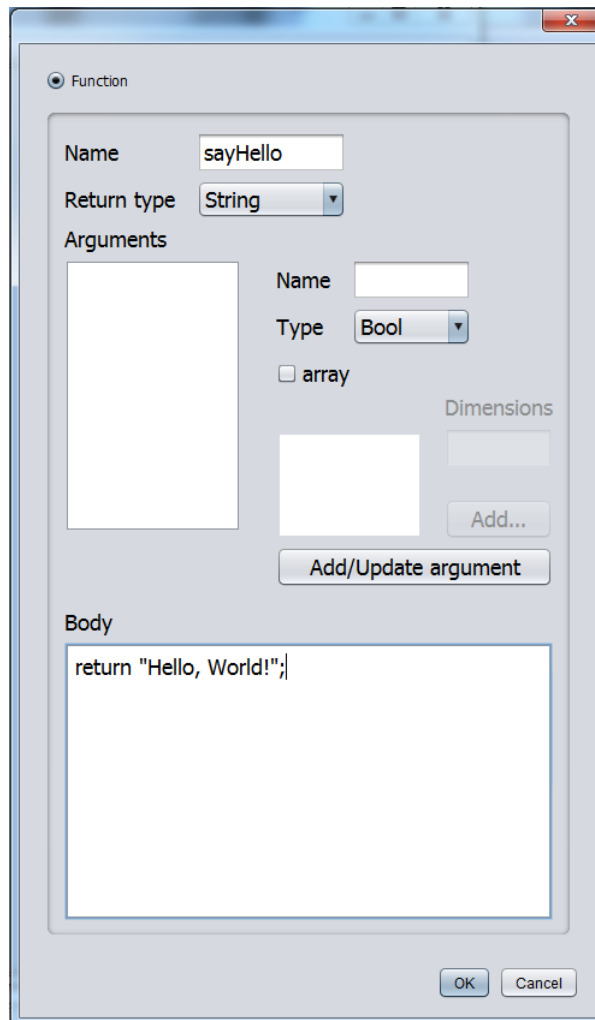 Function
Name sayHello
Return type String
Arguments
Name
Type Bool
array
Dimensions
Add...
Add/Update argument
Body
return "Hello, World!";
OK Cancel